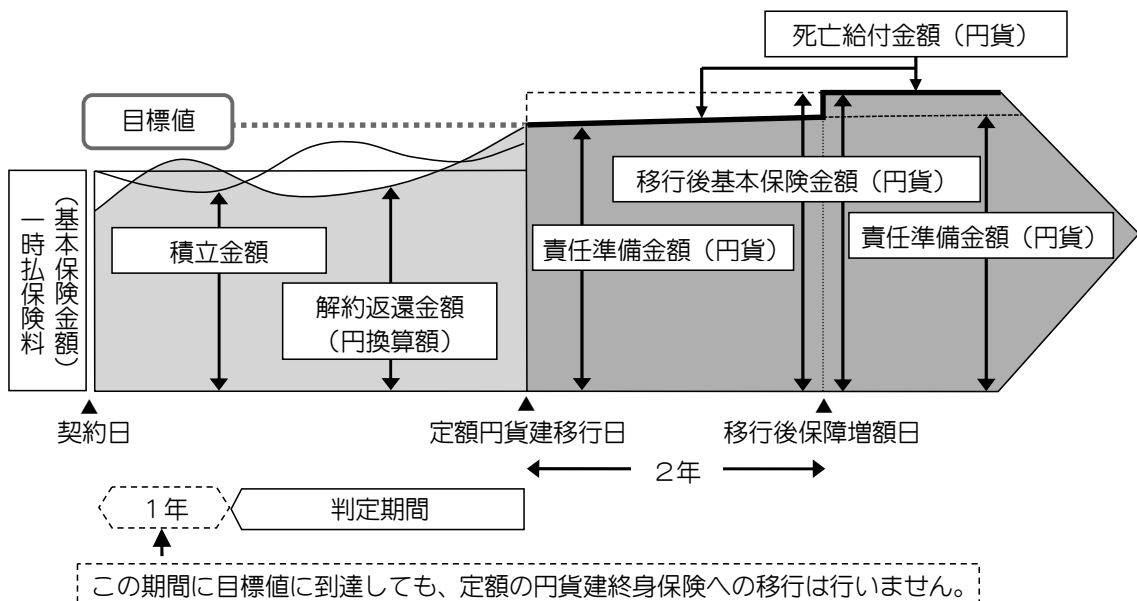 死亡給付金額（円貨）
目標値
移行後基本保険金額（円貨）
一時払保険料
（基本保険金額）
積立金額
責任準備金額（円貨）
責任準備金額（円貨）
解約返還金額
（円換算額）
▲
契約日
▲
定額円貨建移行日
▲
移行後保障増額日
２年
１年
判定期間
この期間に目標値に到達しても、定額の円貨建終身保険への移行は行いません。